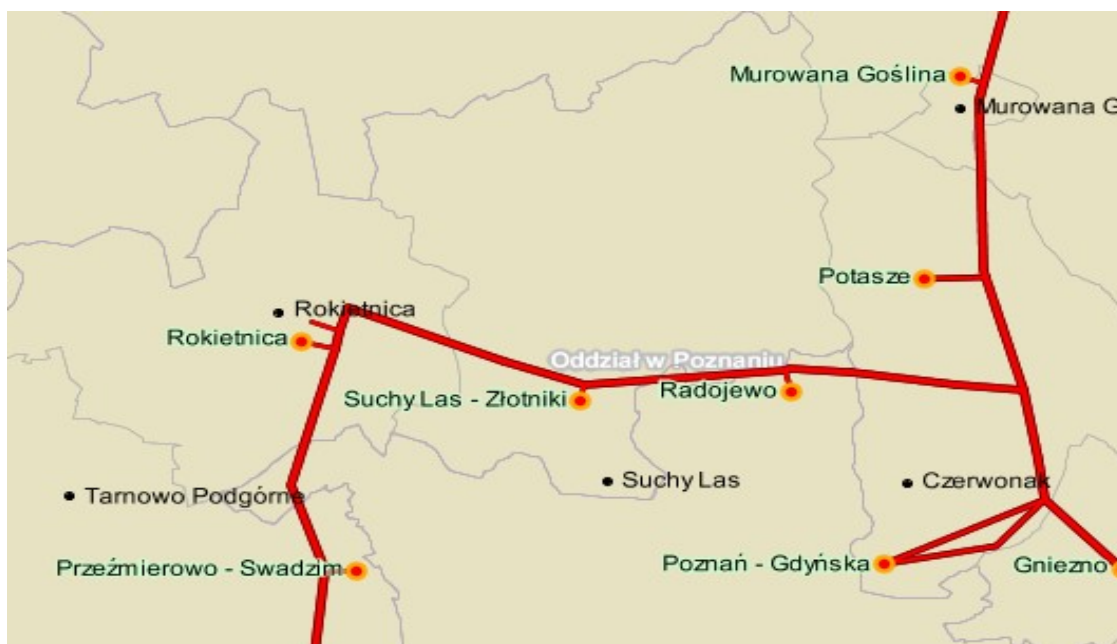 Murowana Goślina
Murowana G
Potasze
Rokietnica
Rokietnica
Oddział w Poznaniu
Suchy Las - Złotniki
Radojewo
Suchy Las
Czerwonak
Tarnowo Podgórne
Przeźmierowo - Swadzim
Poznań - Gdyńska
Gniezno